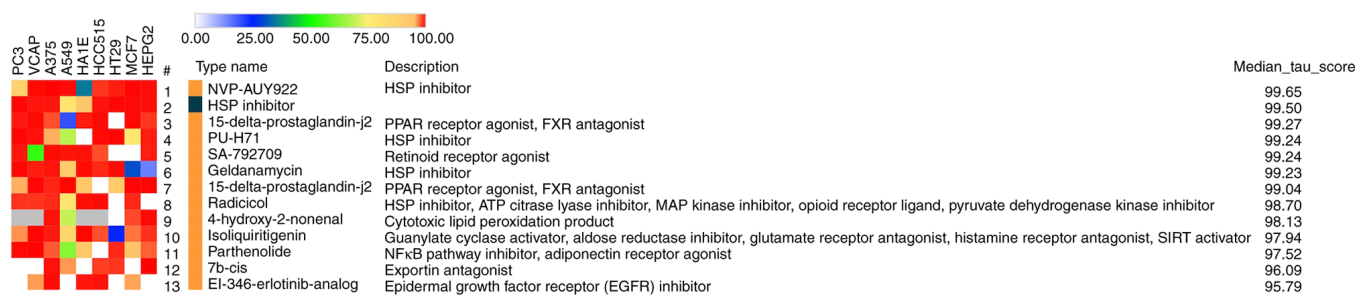 0.00 25.00 50.00 75.00 100.00
PC3 VCAP A375 A549 HA1E HCC515 HT29 MCF7 HEPG2
# Type name Description Median_tau_score
1 NVP-AUY922 HSP inhibitor 99.65
2 HSP inhibitor 99.50
3 15-delta-prostaglandin-j2 PPAR receptor agonist, FXR antagonist 99.27
4 PU-H71 HSP inhibitor 99.24
5 SA-792709 Retinoid receptor agonist 99.24
6 Geldanamycin HSP inhibitor 99.23
7 15-delta-prostaglandin-j2 PPAR receptor agonist, FXR antagonist 99.04
8 Radicicol HSP inhibitor, ATP citrase lyase inhibitor, MAP kinase inhibitor, opioid receptor ligand, pyruvate dehydrogenase kinase inhibitor 98.70
9 4-hydroxy-2-nonenal Cytotoxic lipid peroxidation product 98.13
10 Isoliquiritigenin Guanylate cyclase activator, aldose reductase inhibitor, glutamate receptor antagonist, histamine receptor antagonist, SIRT activator 97.94
11 Parthenolide NFκB pathway inhibitor, adiponectin receptor agonist 97.52
12 7b-cis Exportin antagonist 96.09
13 EI-346-erlotinib-analog Epidermal growth factor receptor (EGFR) inhibitor 95.79